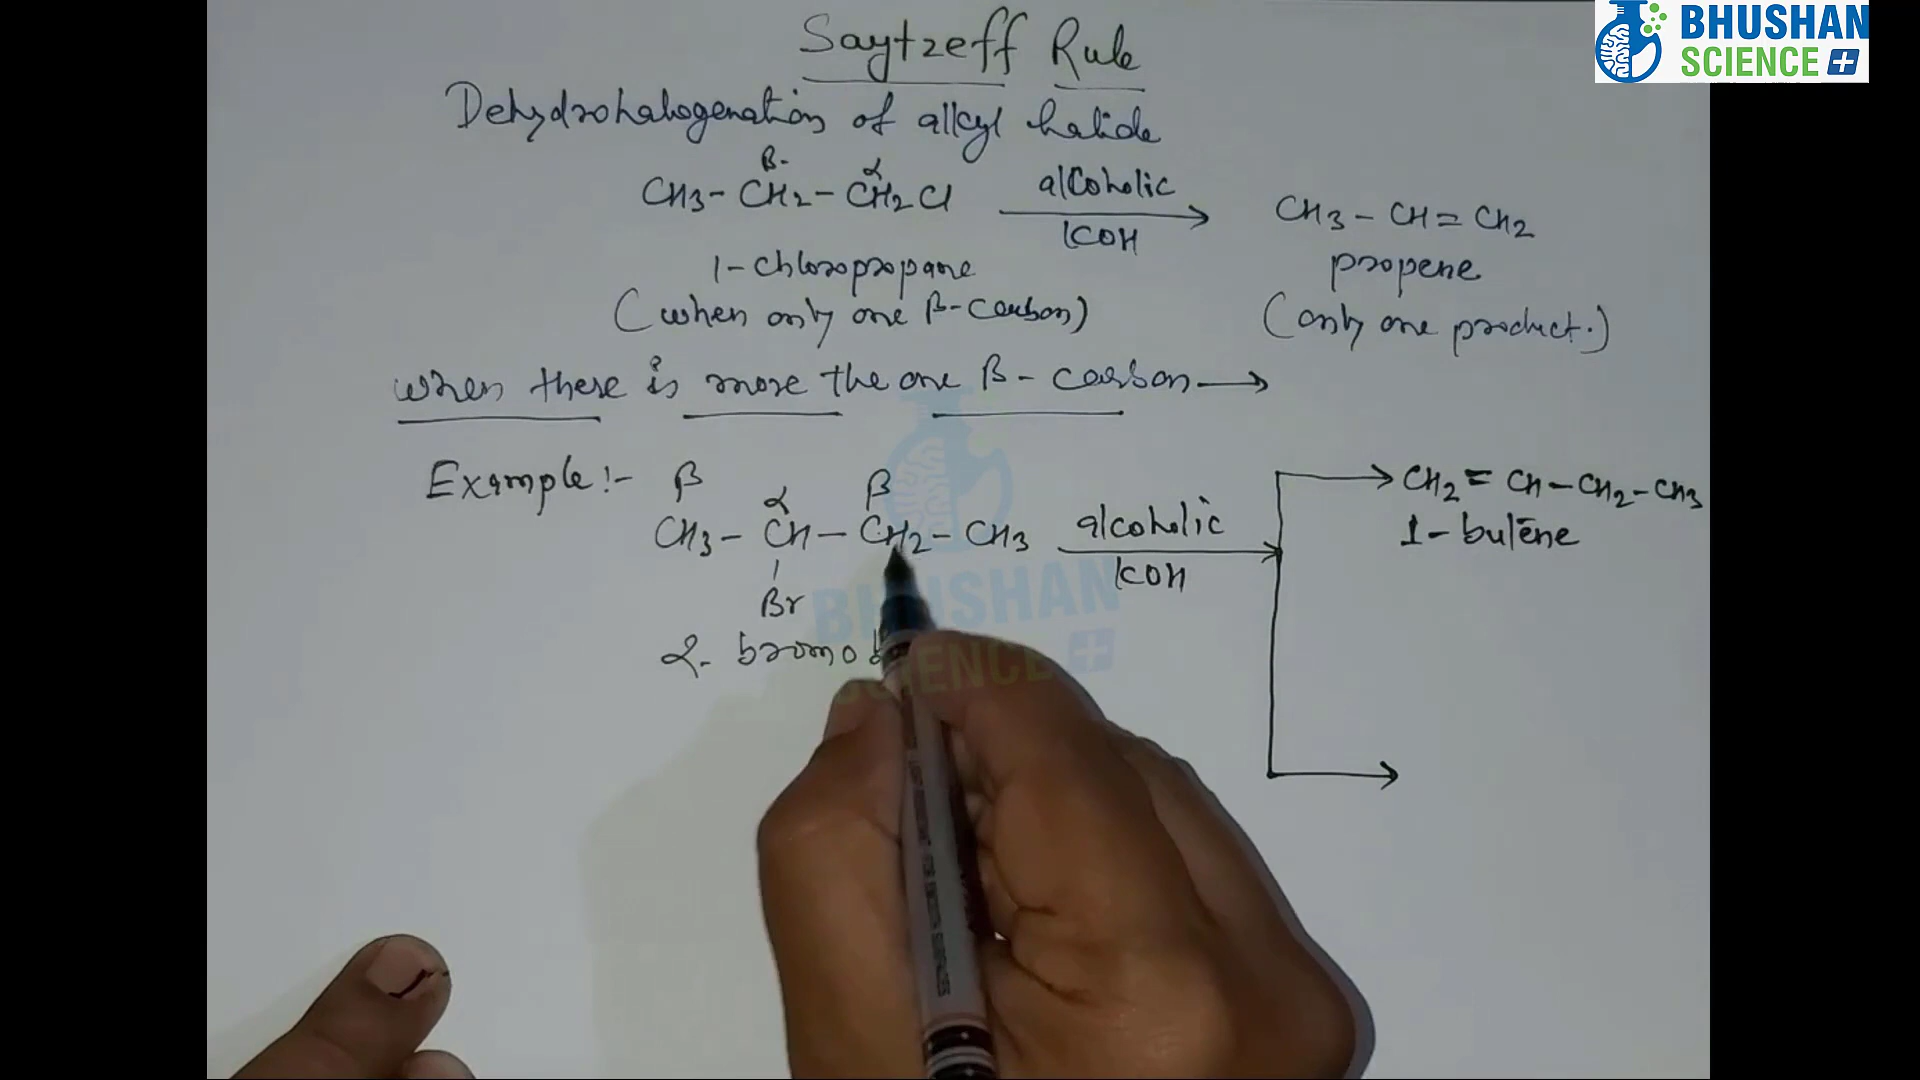 BHUSHAN
SCIENCE +
Saytzeff Rule
Dehydrohalogenation of alkyl halide
β- α
CH3 - CH2 - CH2Cl alcoholic KOH CH3 - CH = CH2
1-chloropropane propene
(when only one β-carbon) (only one product.)
when there is more the one β - carbon →
Example :- β α β
CH3 - CH - CH2 - CH3 alcoholic KOH CH2 = CH - CH2 - CH3
1-butene
Br
2-
BHUSHAN
SCIENCE +